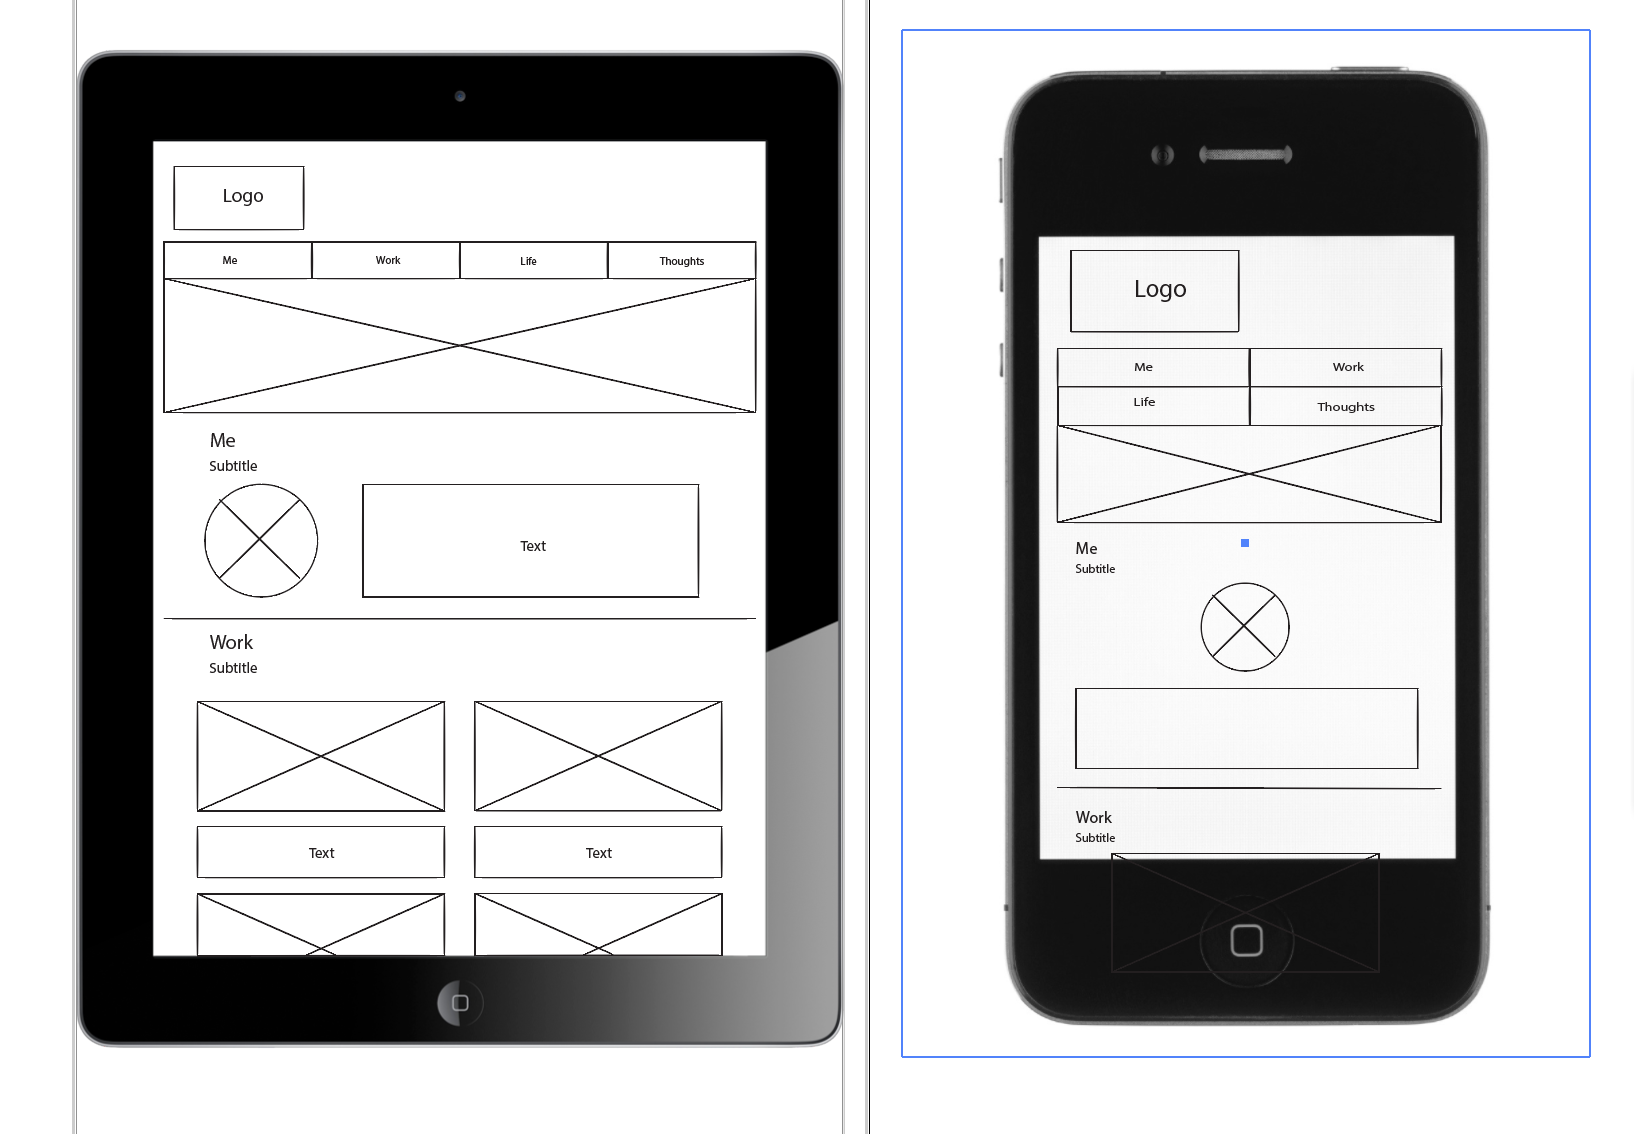 Logo
Me Work Life Thoughts
Me
Subtitle
Text
Work
Subtitle
Text Text
Logo
Me Work
Life Thoughts
Me
Subtitle
Work
Subtitle